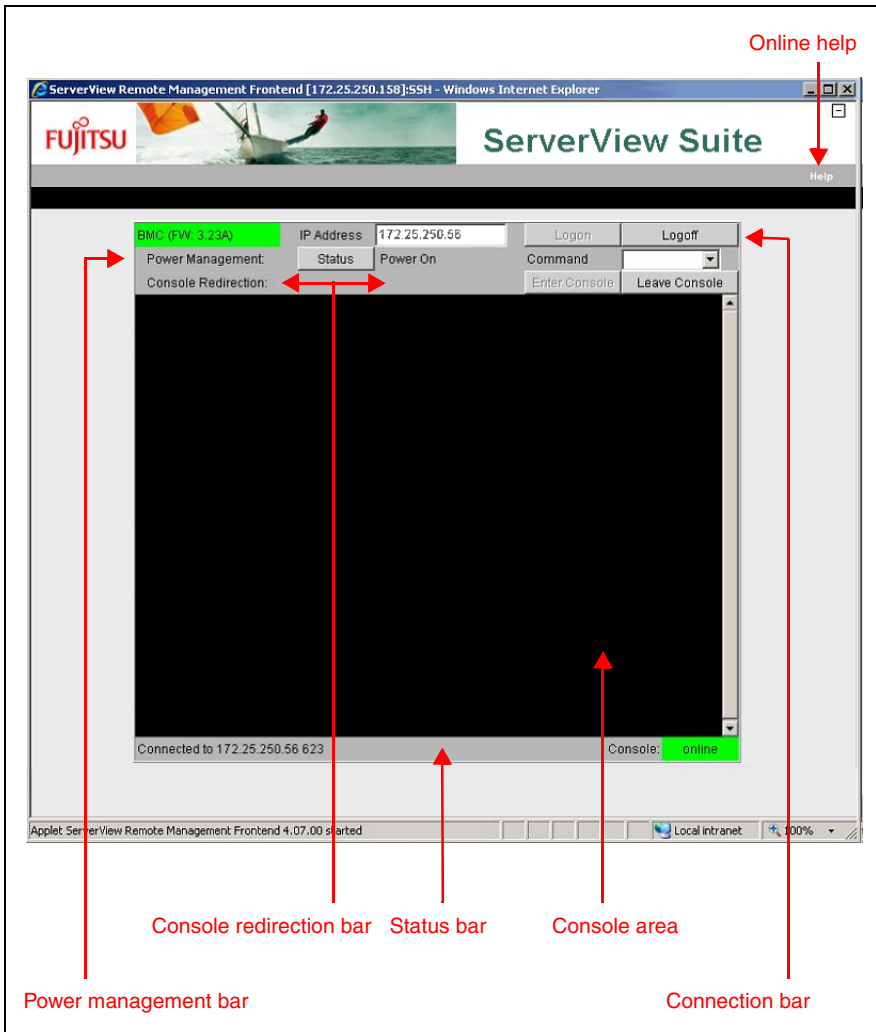 Online help
ServerView Remote Management Frontend [172.25.250.158]:SSH - Windows Internet Explorer
FUJITSU
ServerView Suite
Help
BMC (FW: 3.23A) IP Address 172.25.250.56 Logon Logoff
Power Management: Status Power On Command
Console Redirection: Enter Console Leave Console
Connected to 172.25.250.56 623 Console: online
Applet ServerView Remote Management Frontend 4.07.00 started Local intranet 100%
Console redirection bar Status bar Console area
Power management bar Connection bar